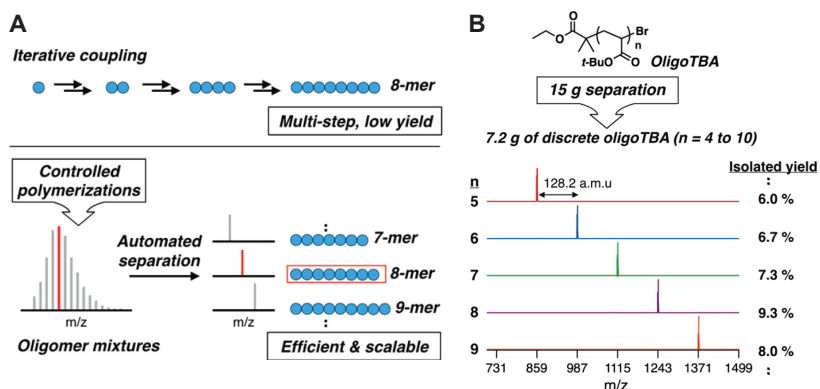 A
Iterative coupling
8-mer
Multi-step, low yield
Controlled
polymerizations
Automated
separation
m/z
Oligomer mixtures
:
7-mer
8-mer
9-mer
:
m/z
Efficient & scalable
B
O
O
Br
n
t-BuO
O
OligoTBA
15 g separation
7.2 g of discrete oligoTBA (n = 4 to 10)
n
Isolated yield
:
128.2 a.m.u
5
6.0 %
6
6.7 %
7
7.3 %
8
9.3 %
9
8.0 %
731 859 987 1115 1243 1371 1499
:
m/z